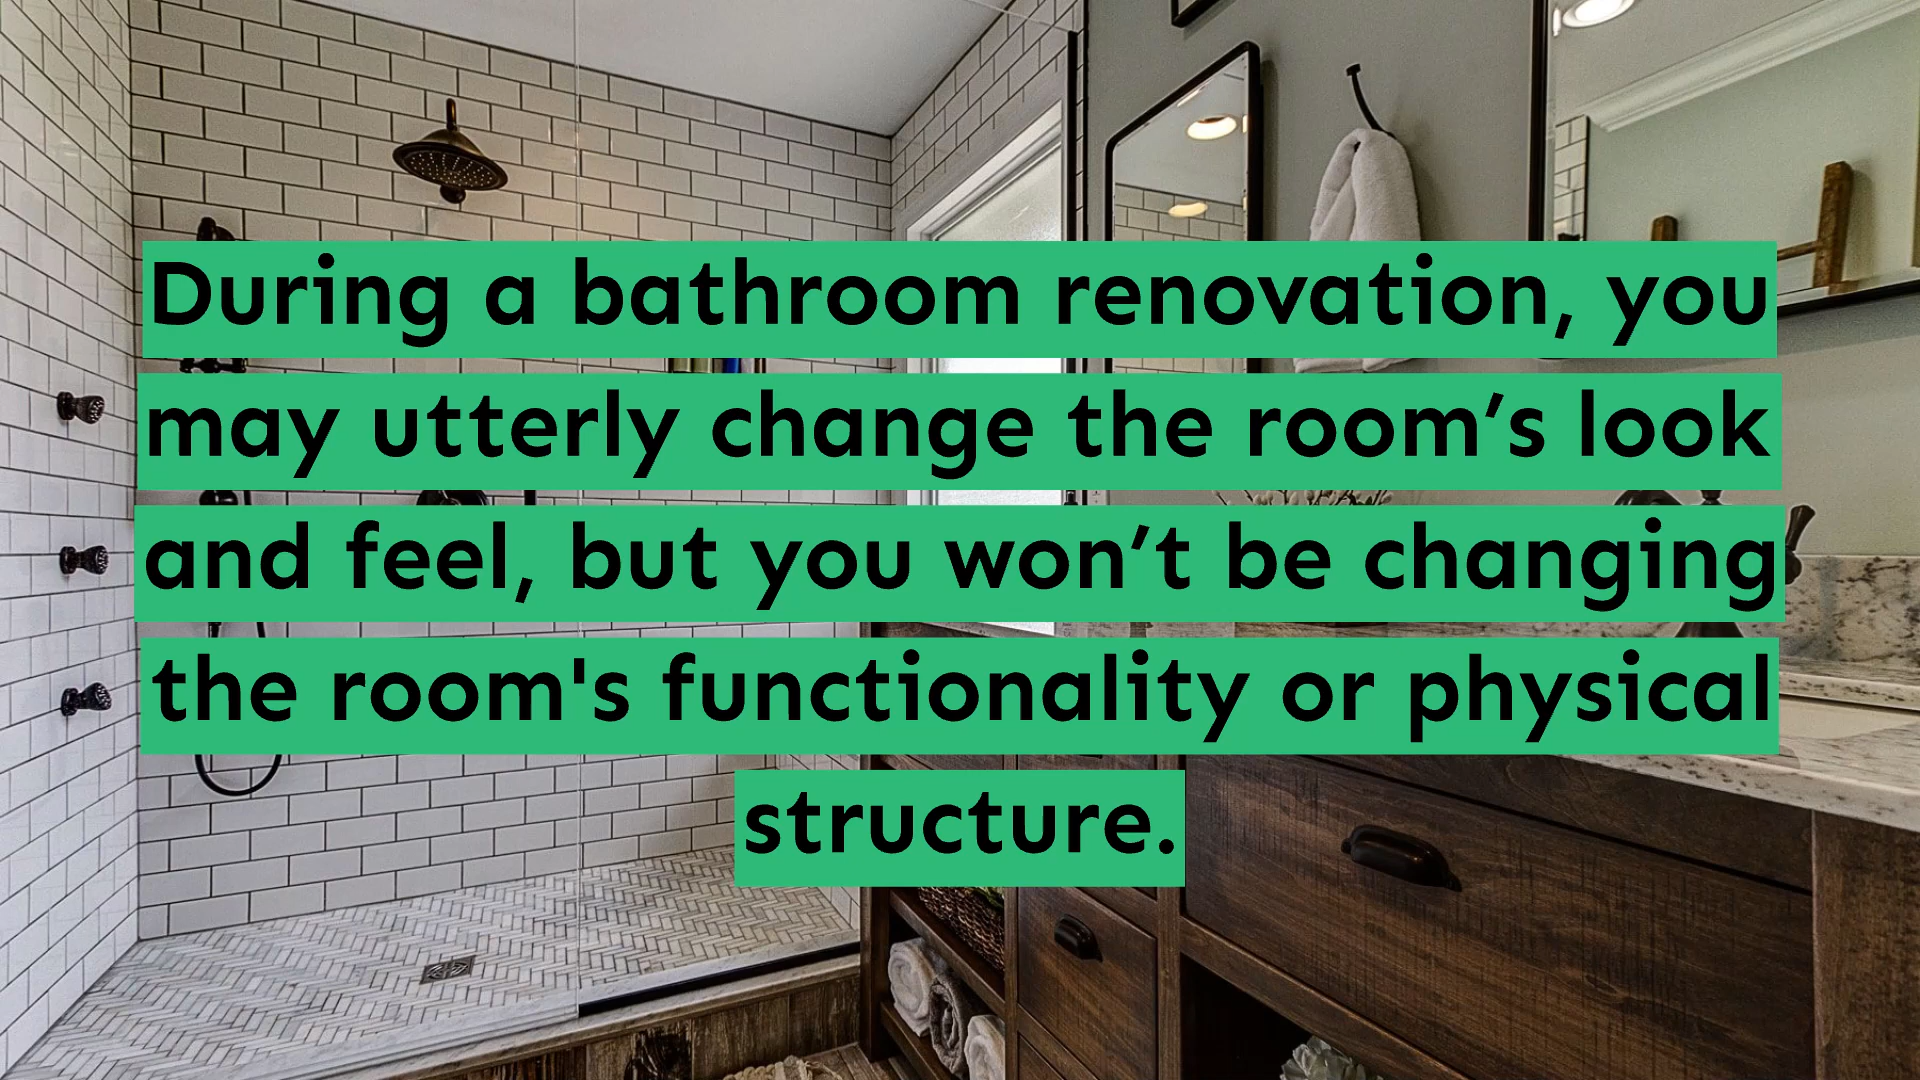 During a bathroom renovation, you
may utterly change the room’s look
and feel, but you won’t be changing
the room's functionality or physical
structure.